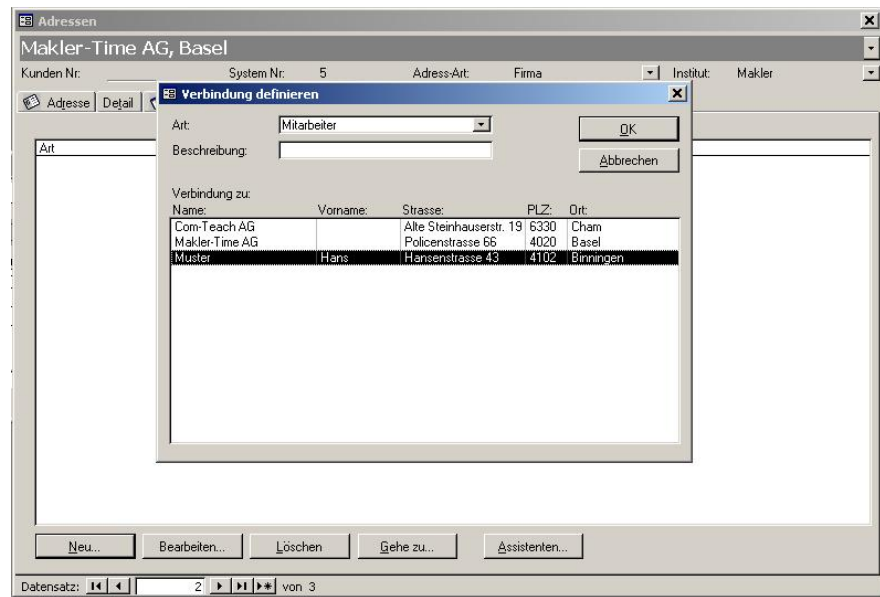 Adressen
Makler-Time AG, Basel
Kunden Nr: System Nr: 5 Adress-Art: Firma Institut: Makler
Adresse Detail
Verbindung definieren
Art: Mitarbeiter OK
Beschreibung: Abbrechen
Art
Verbindung zu:
Name: Vorname: Strasse: PLZ: Ort:
Com-Teach AG Alte Steinhauserstr. 19 6330 Cham
Makler-Time AG Policenstrasse 66 4020 Basel
Muster Hans Hansenstrasse 43 4102 Binningen
Neu... Bearbeiten... Löschen Gehe zu... Assistenten...
Datensatz: 2 von 3